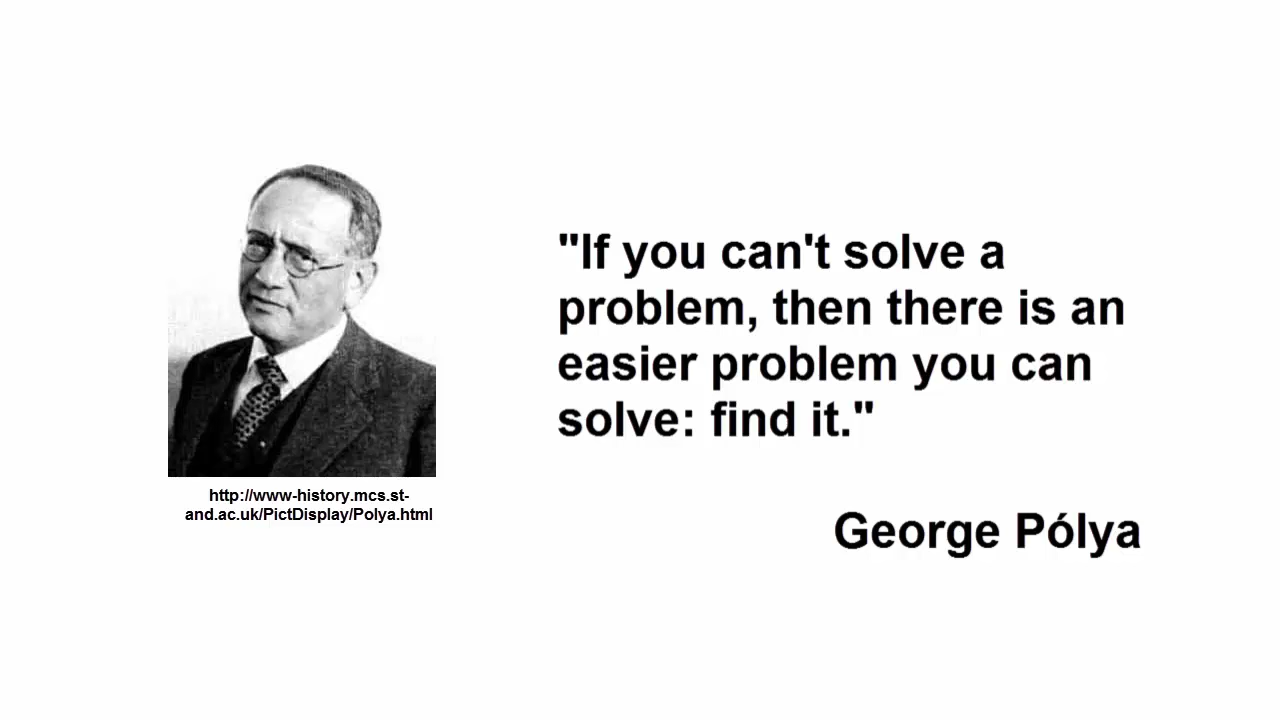 "If you can't solve a
problem, then there is an
easier problem you can
solve: find it."
George Pólya
http://www-history.mcs.st-
and.ac.uk/PictDisplay/Polya.html